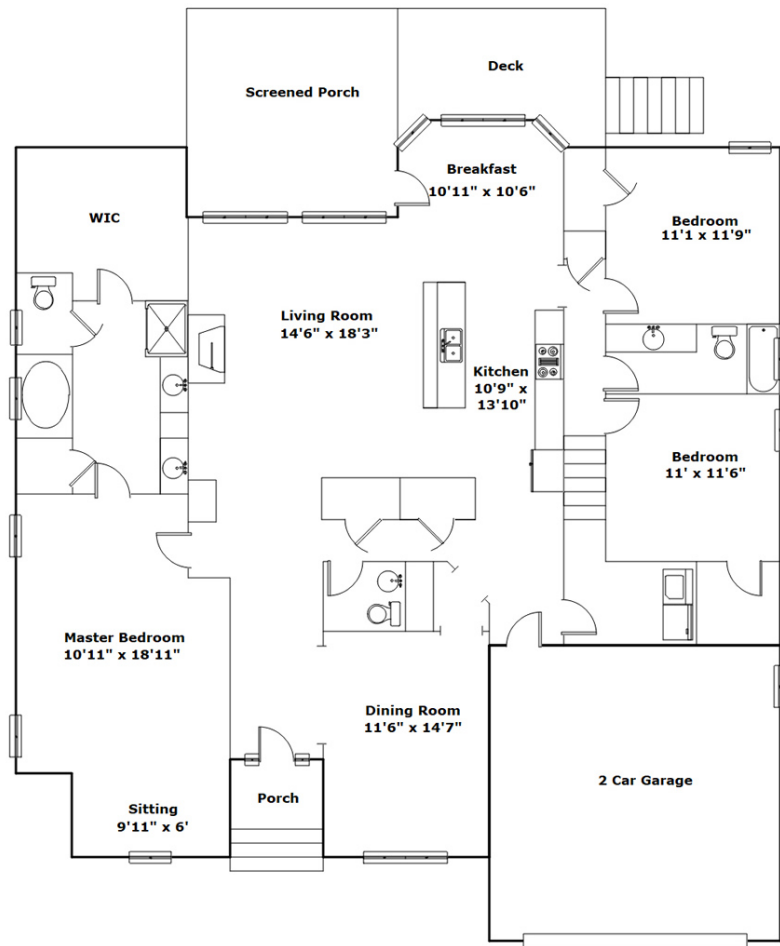 Deck
Screened Porch
Breakfast
10'11" x 10'6"
WIC
Bedroom
11'1 x 11'9"
Living Room
14'6" x 18'3"
Kitchen
10'9" x
13'10"
Bedroom
11' x 11'6"
Master Bedroom
10'11" x 18'11"
Dining Room
11'6" x 14'7"
2 Car Garage
Porch
Sitting
9'11" x 6'